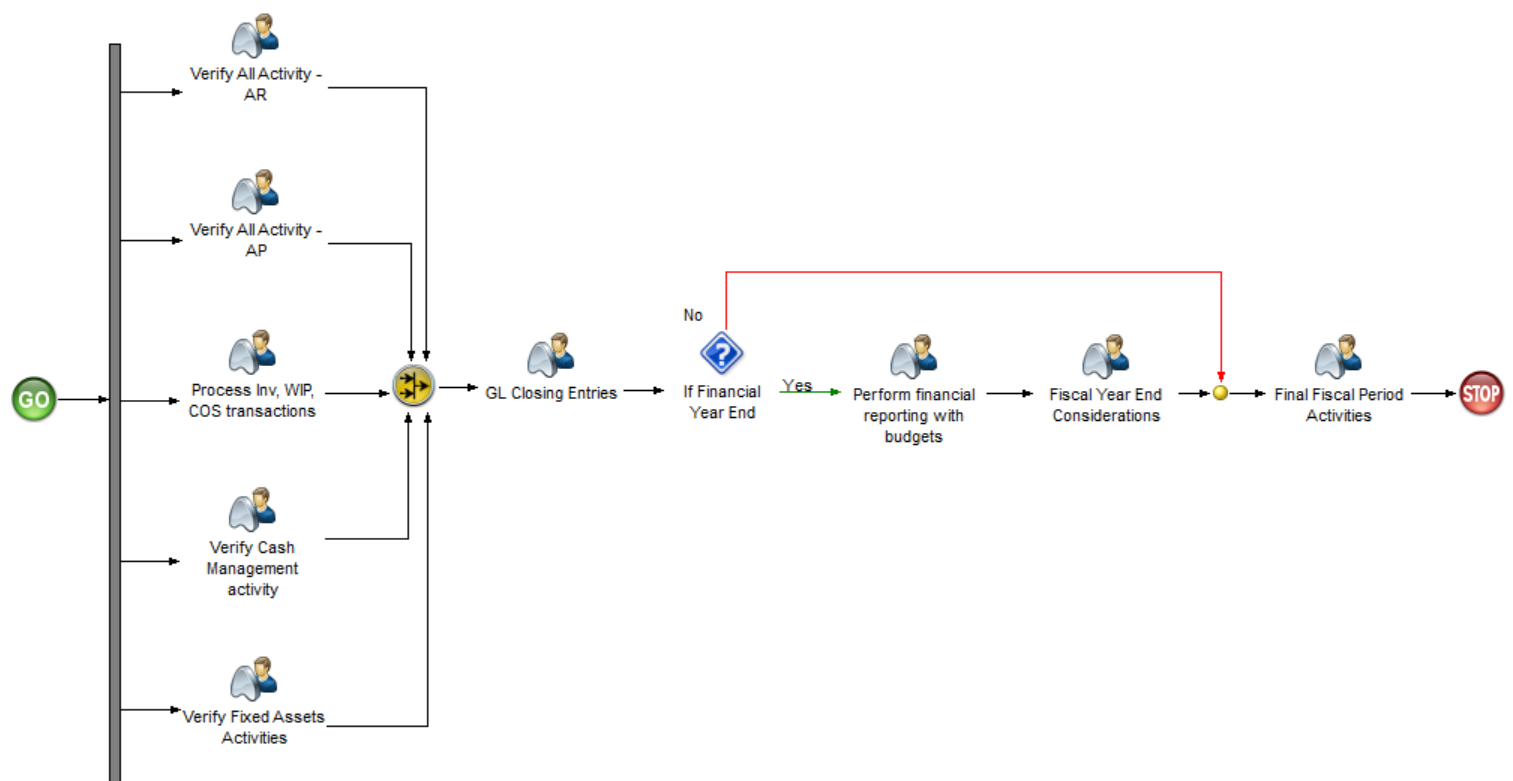 Verify All Activity -
AR
Verify All Activity -
AP
Process Inv, WIP,
COS transactions
Verify Cash
Management
activity
Verify Fixed Assets
Activities
GO
GL Closing Entries
No
If Financial
Year End
Yes
Perform financial
reporting with
budgets
Fiscal Year End
Considerations
Final Fiscal Period
Activities
STOP